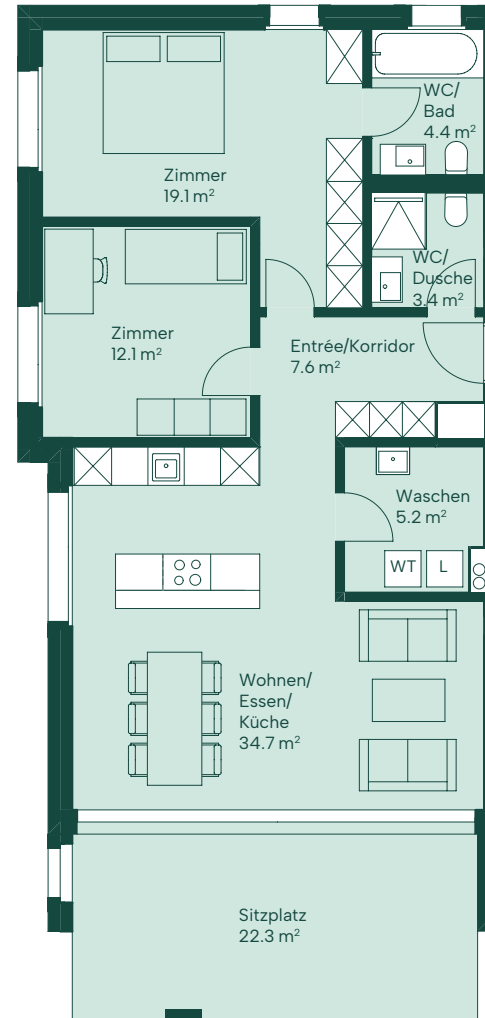 WC/
Bad
4.4 m²
Zimmer
19.1 m²
WC/
Dusche
3.4 m²
Zimmer
12.1 m²
Entrée/Korridor
7.6 m²
Waschen
5.2 m²
WT
L
Wohnen/
Essen/
Küche
34.7 m²
Sitzplatz
22.3 m²